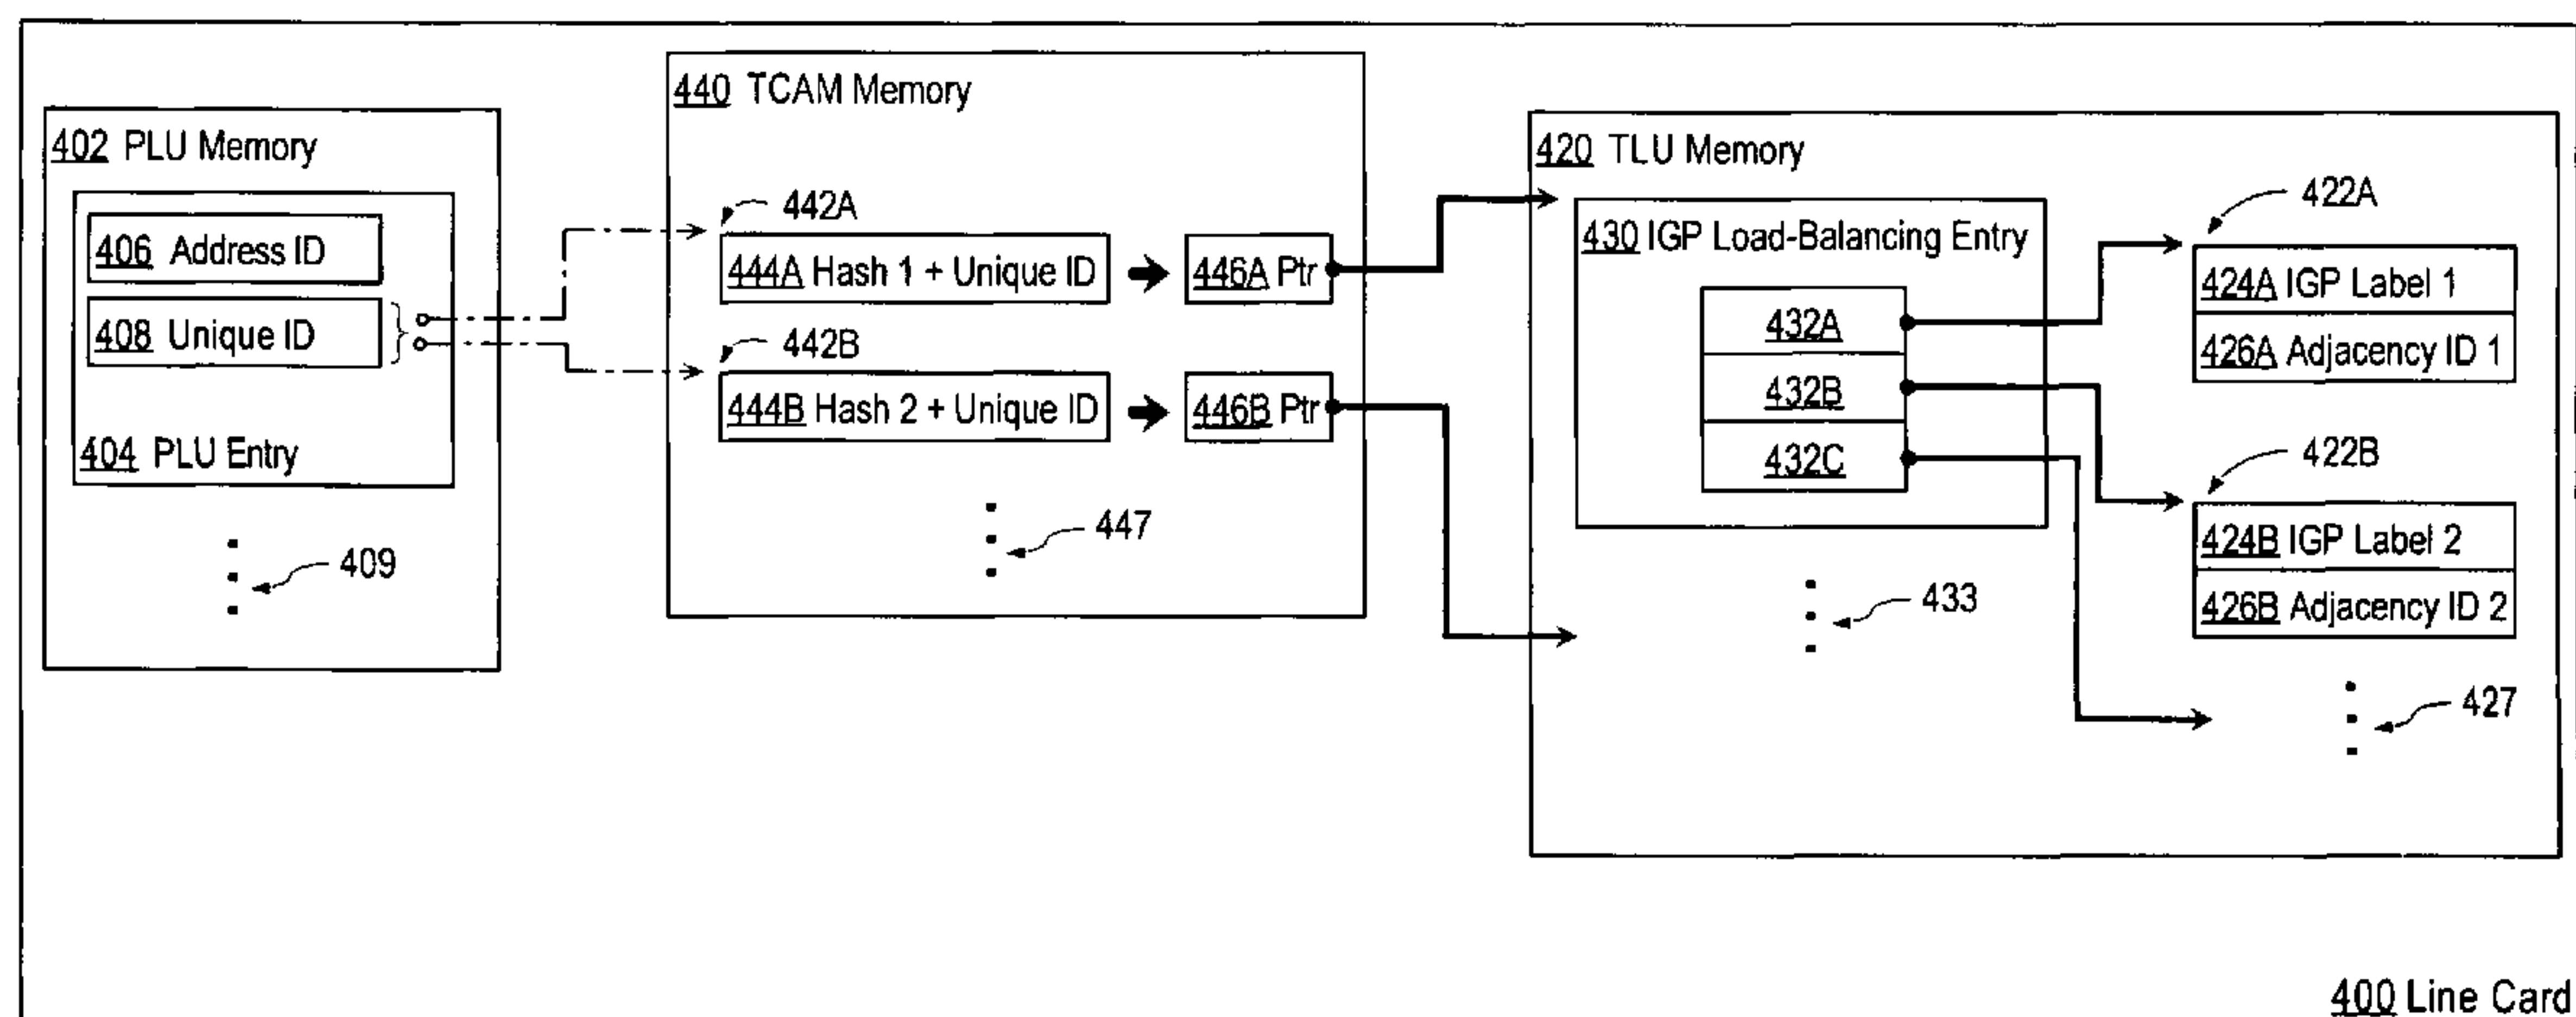 402 PLU Memory
406 Address ID
408 Unique ID
404 PLU Entry
409
440 TCAM Memory
442A
444A Hash 1 + Unique ID
446A Ptr
442B
444B Hash 2 + Unique ID
446B Ptr
447
420 TLU Memory
430 IGP Load-Balancing Entry
432A
432B
432C
433
422A
424A IGP Label 1
426A Adjacency ID 1
422B
424B IGP Label 2
426B Adjacency ID 2
427
400 Line Card